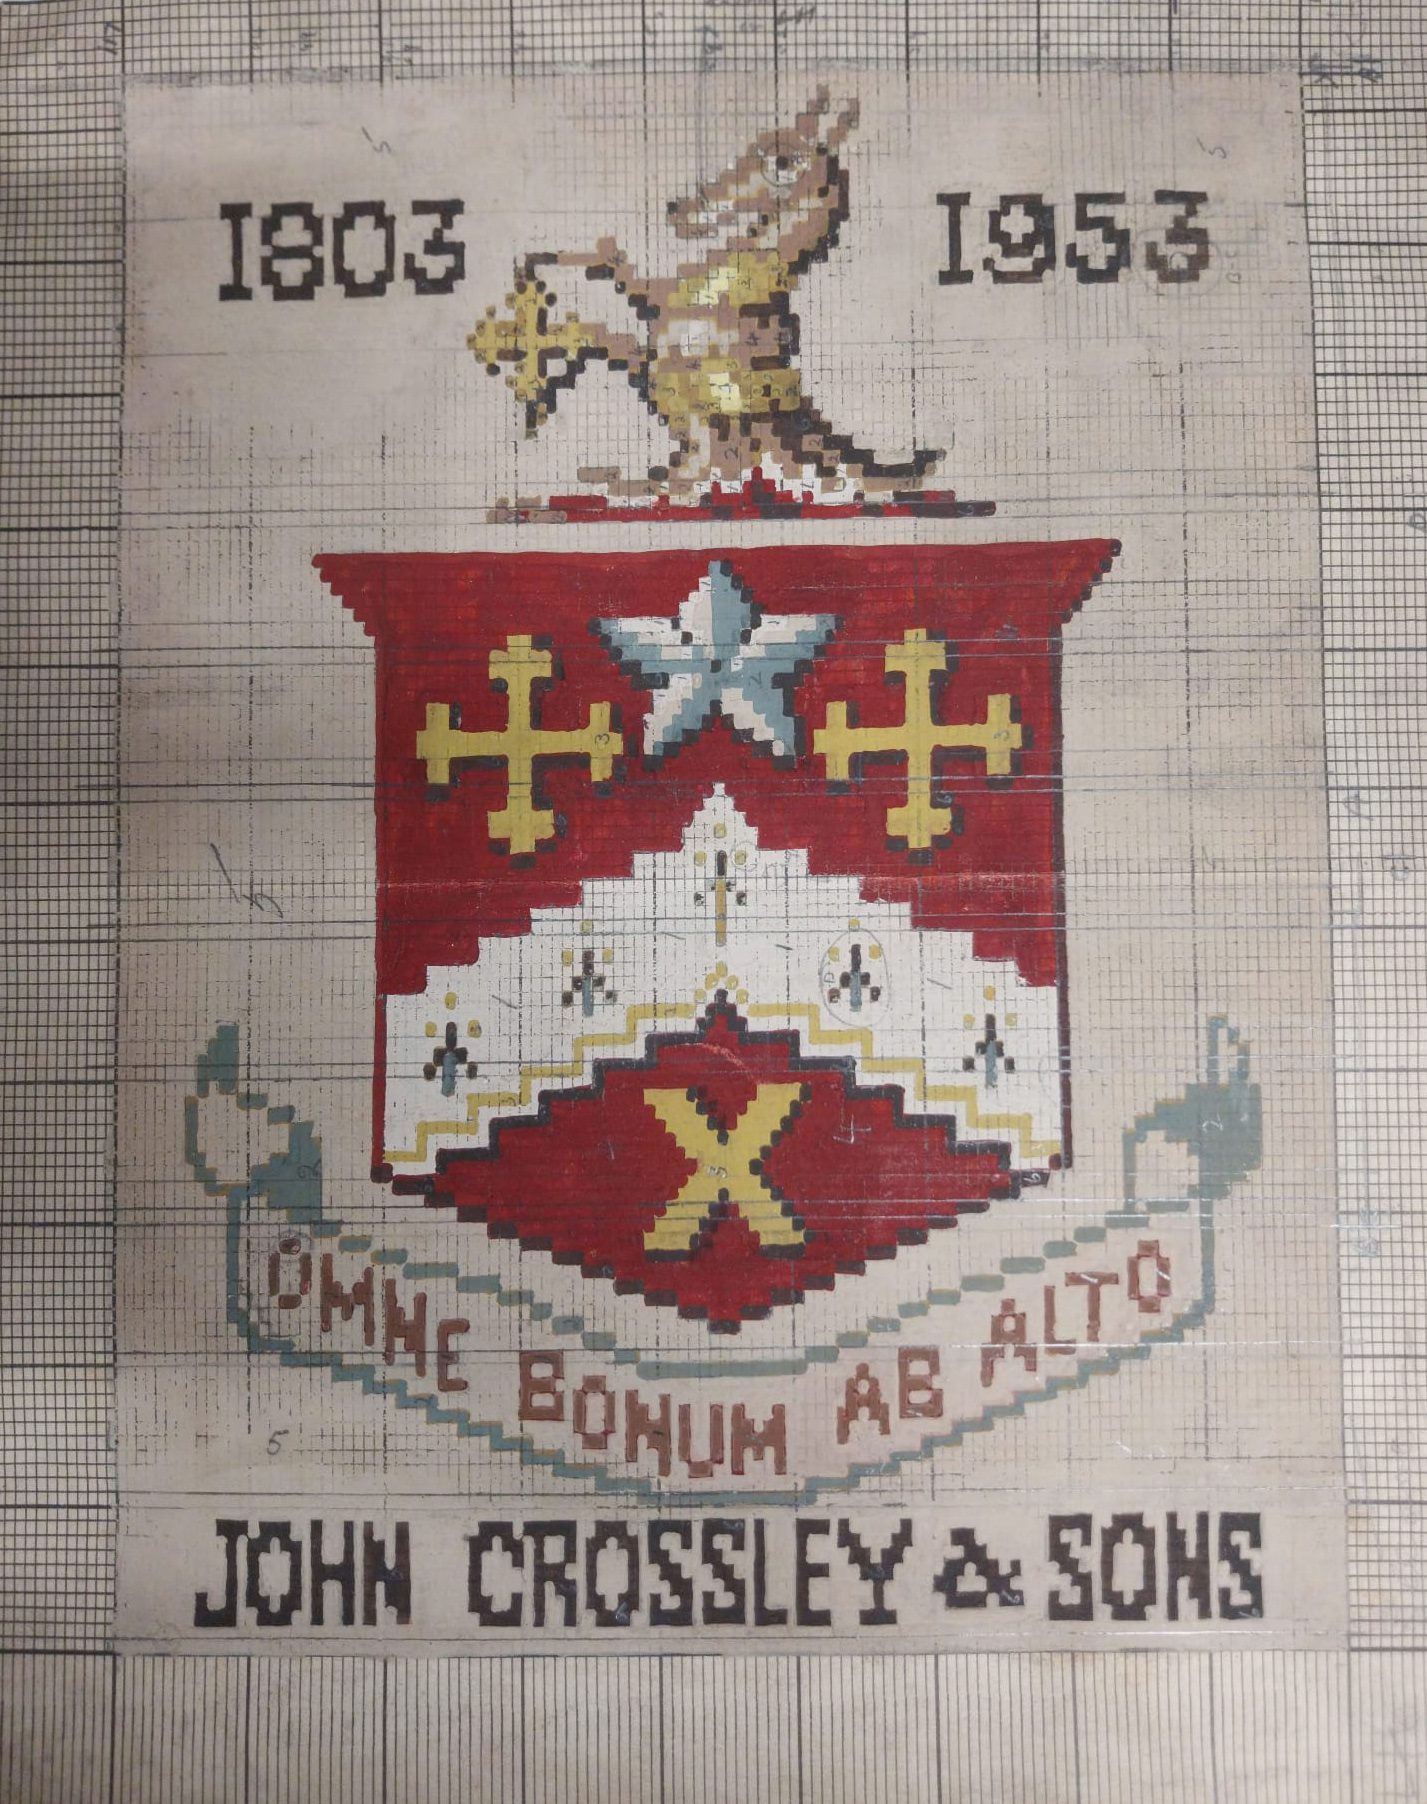 1803 1953
OMNE BONUM AB ALTO
JOHN CROSSLEY & SONS